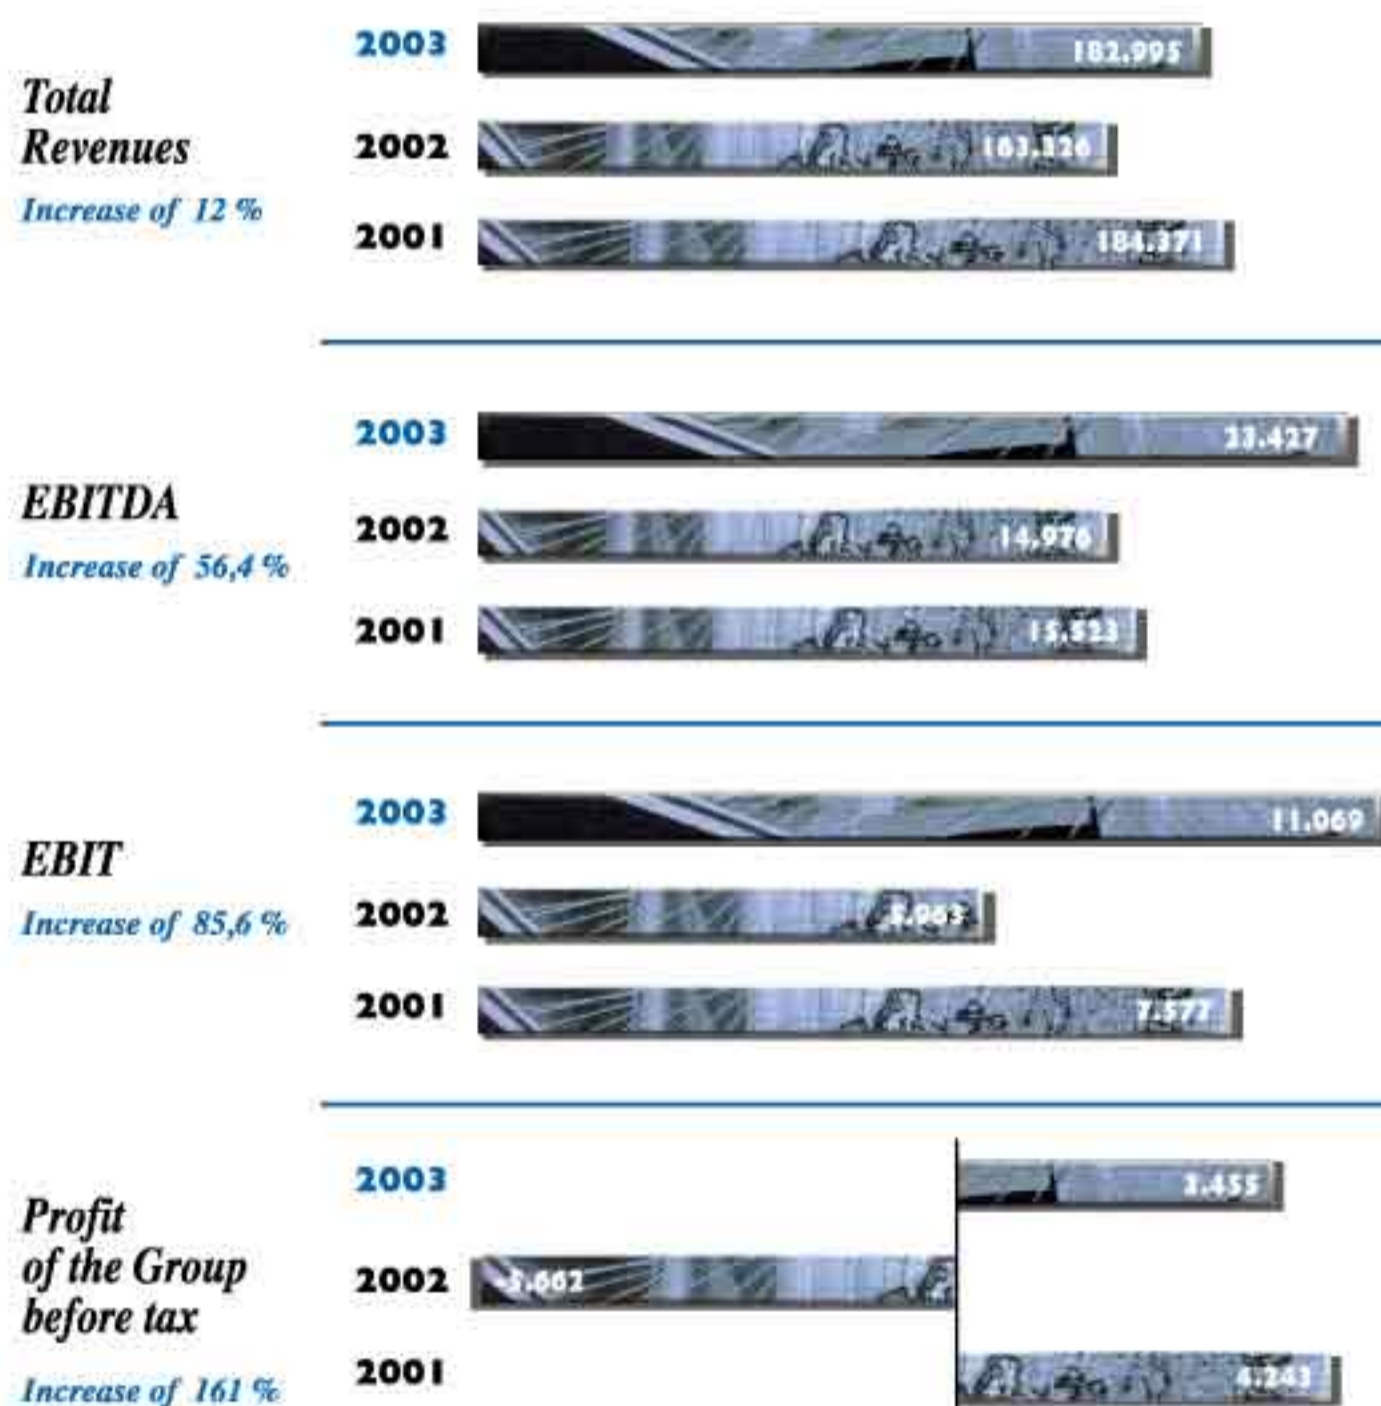 Total
Revenues
Increase of 12 %
2003 182.995
2002 163.326
2001 184.371
EBITDA
Increase of 56,4 %
2003 23.427
2002 14.976
2001 15.523
EBIT
Increase of 85,6 %
2003 11.069
2002 5.963
2001 7.577
Profit
of the Group
before tax
Increase of 161 %
2003 3.455
2002 -5.662
2001 4.243